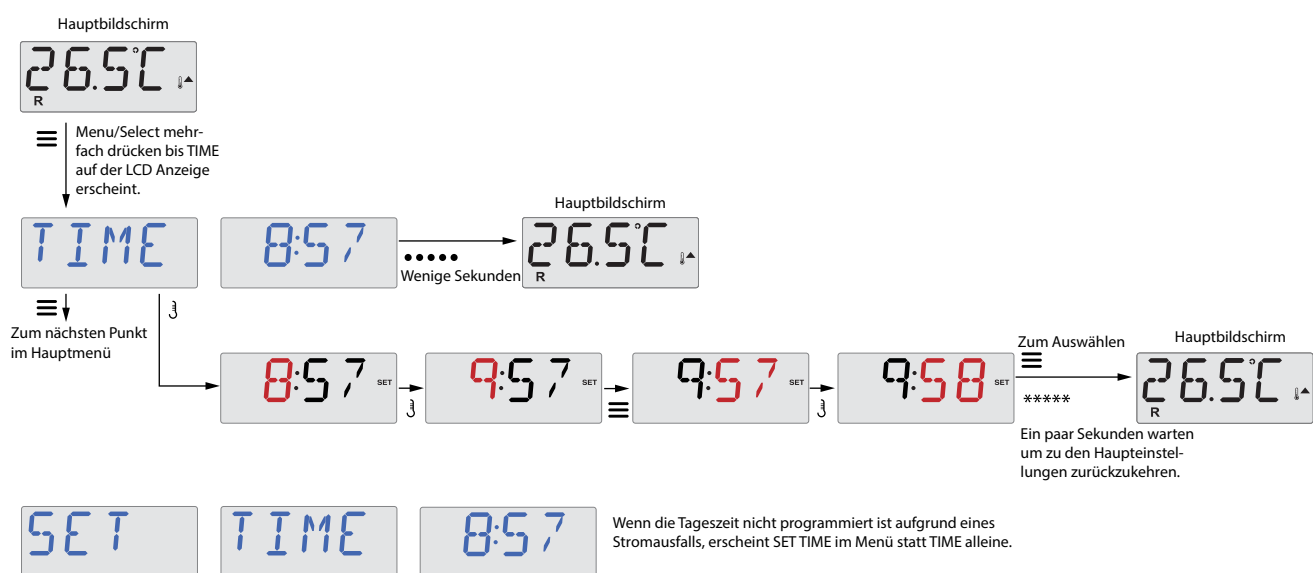 Hauptbildschirm
26.5°C
R
Menu/Select mehr-
fach drücken bis TIME
auf der LCD Anzeige
erscheint.
TIME
8:57
Wenige Sekunden
Hauptbildschirm
26.5°C
R
Zum nächsten Punkt
im Hauptmenü
8:57 SET
9:57 SET
9:57 SET
9:58 SET
Zum Auswählen
*****
Ein paar Sekunden warten
um zu den Haupteinstel-
lungen zurückzukehren.
Hauptbildschirm
26.5°C
R
SET
TIME
8:57
Wenn die Tageszeit nicht programmiert ist aufgrund eines
Stromausfalls, erscheint SET TIME im Menü statt TIME alleine.